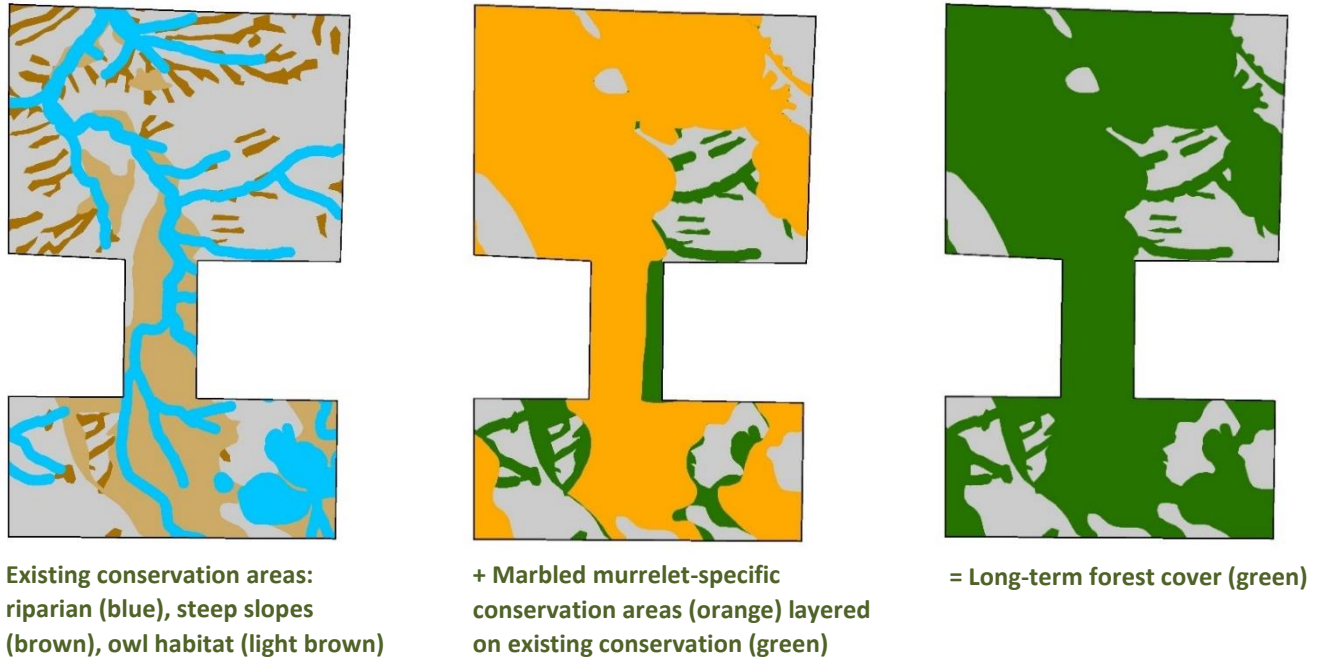 Existing conservation areas:
riparian (blue), steep slopes
(brown), owl habitat (light brown)
+ Marbled murrelet-specific
conservation areas (orange) layered
on existing conservation (green)
= Long-term forest cover (green)